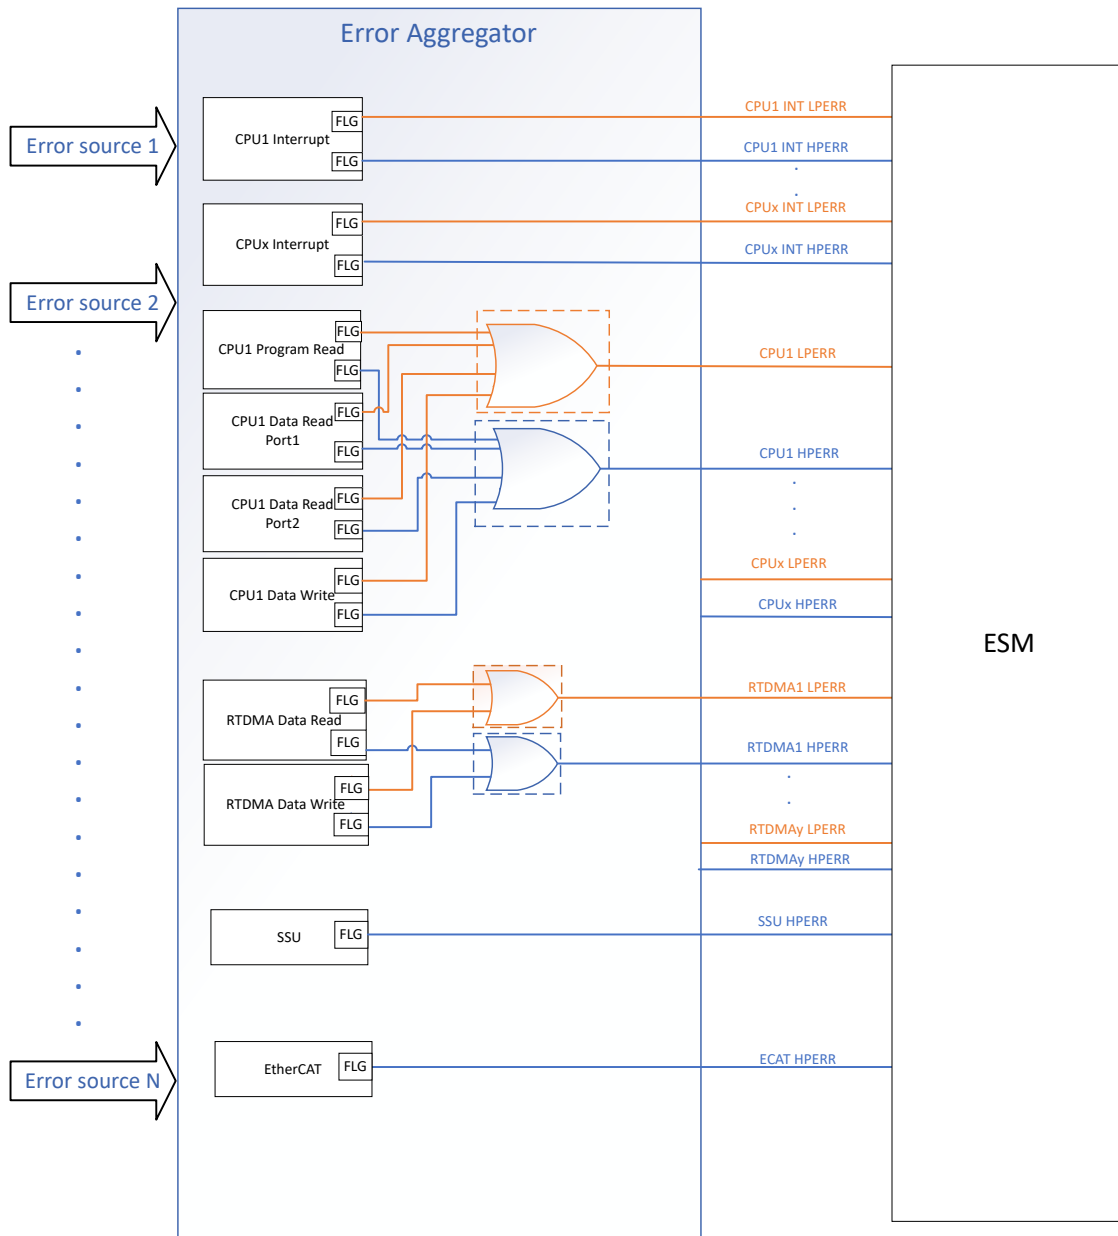 Error Aggregator
Error source 1
CPU1 Interrupt
FLG
FLG
CPU1 INT LPERR
CPU1 INT HPERR
CPUx Interrupt
FLG
FLG
CPUx INT LPERR
CPUx INT HPERR
Error source 2
CPU1 Program Read
FLG
FLG
CPU1 Data Read
Port1
FLG
FLG
CPU1 Data Read
Port2
FLG
FLG
CPU1 Data Write
FLG
FLG
CPU1 LPERR
CPU1 HPERR
CPUx LPERR
CPUx HPERR
ESM
RTDMA Data Read
FLG
FLG
RTDMA Data Write
FLG
FLG
RTDMA1 LPERR
RTDMA1 HPERR
RTDMAy LPERR
RTDMAy HPERR
SSU
FLG
SSU HPERR
Error source N
EtherCAT
FLG
ECAT HPERR